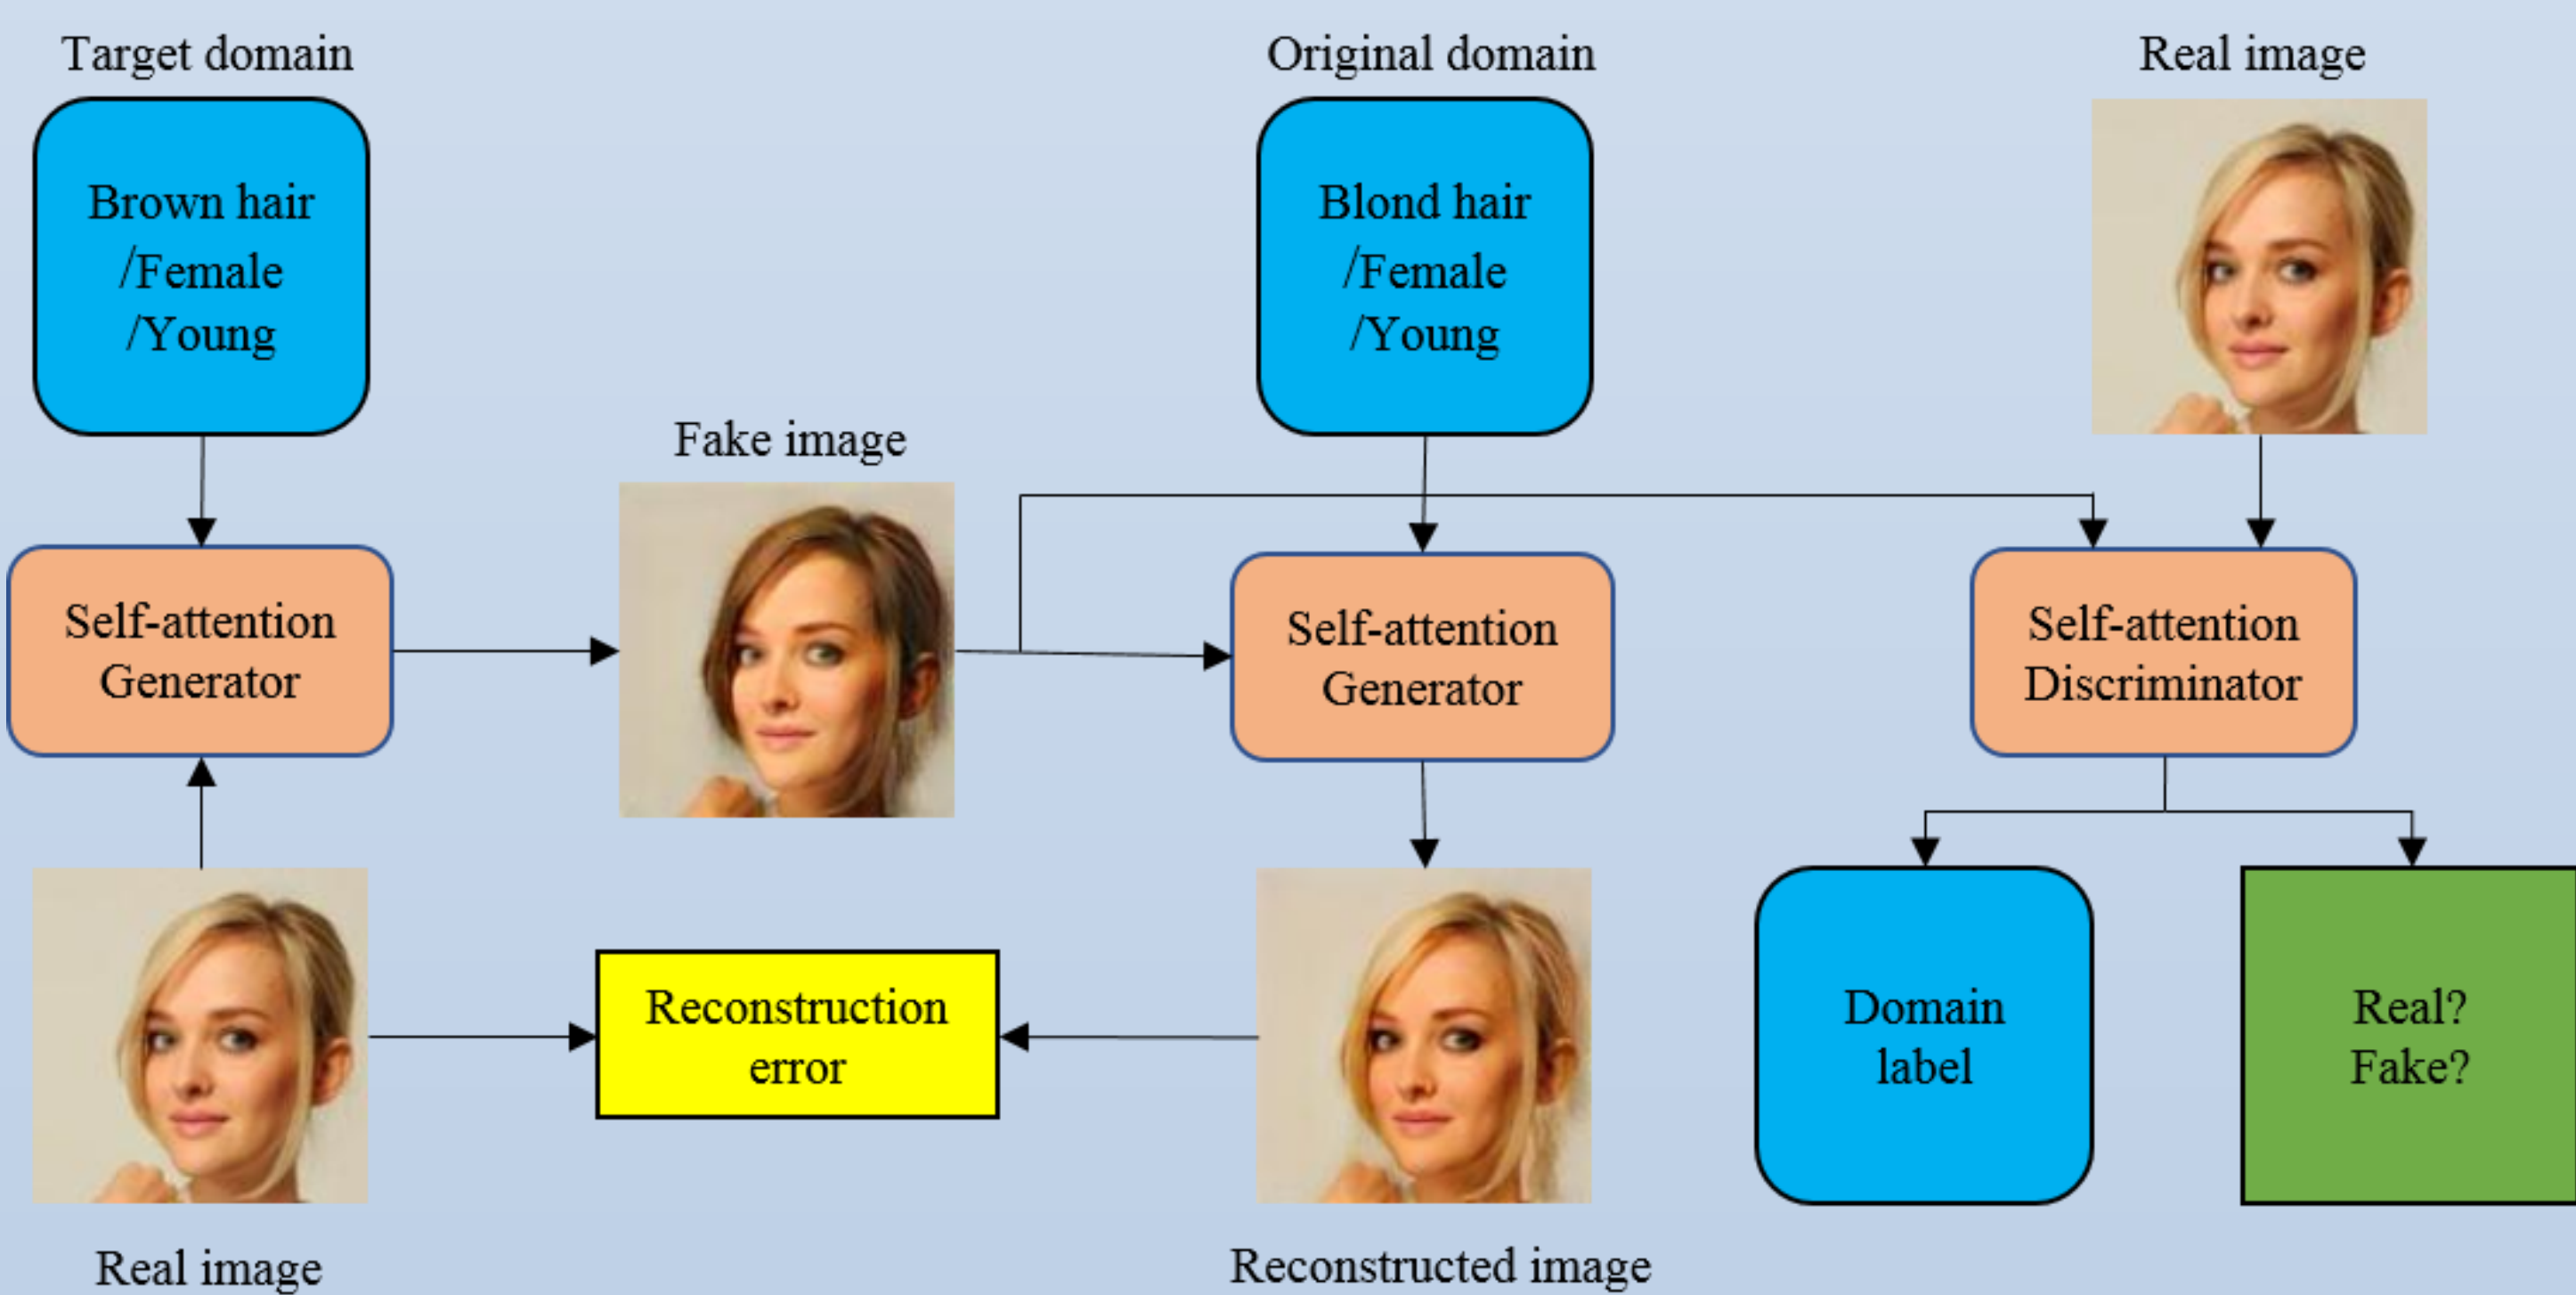 Target domain
Original domain
Real image
Brown hair
/Female
/Young
Blond hair
/Female
/Young
Fake image
Self-attention
Generator
Self-attention
Generator
Self-attention
Discriminator
Reconstruction
error
Domain
label
Real?
Fake?
Real image
Reconstructed image